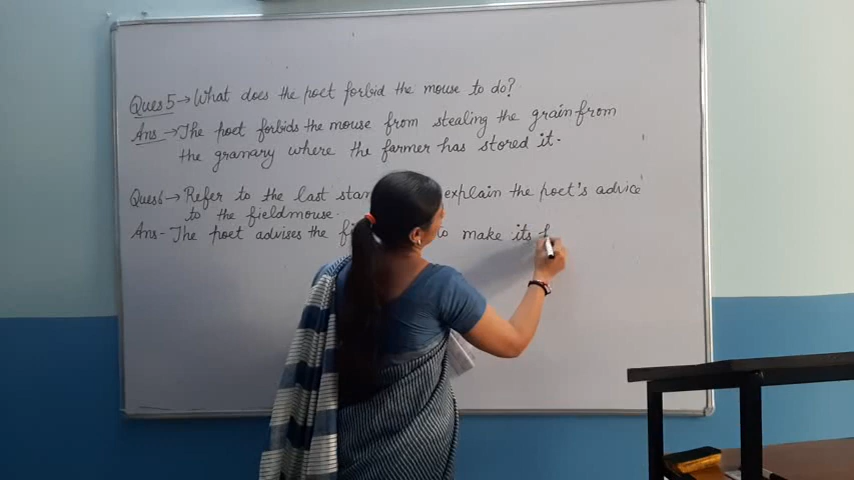 Ques 5 → What does the poet forbid the mouse to do?
Ans → The poet forbids the mouse from stealing the grain from
the granary where the farmer has stored it.
Ques 6 → Refer to the last explain the poet's advice
to the fieldmouse.
Ans - The poet advises the to make its